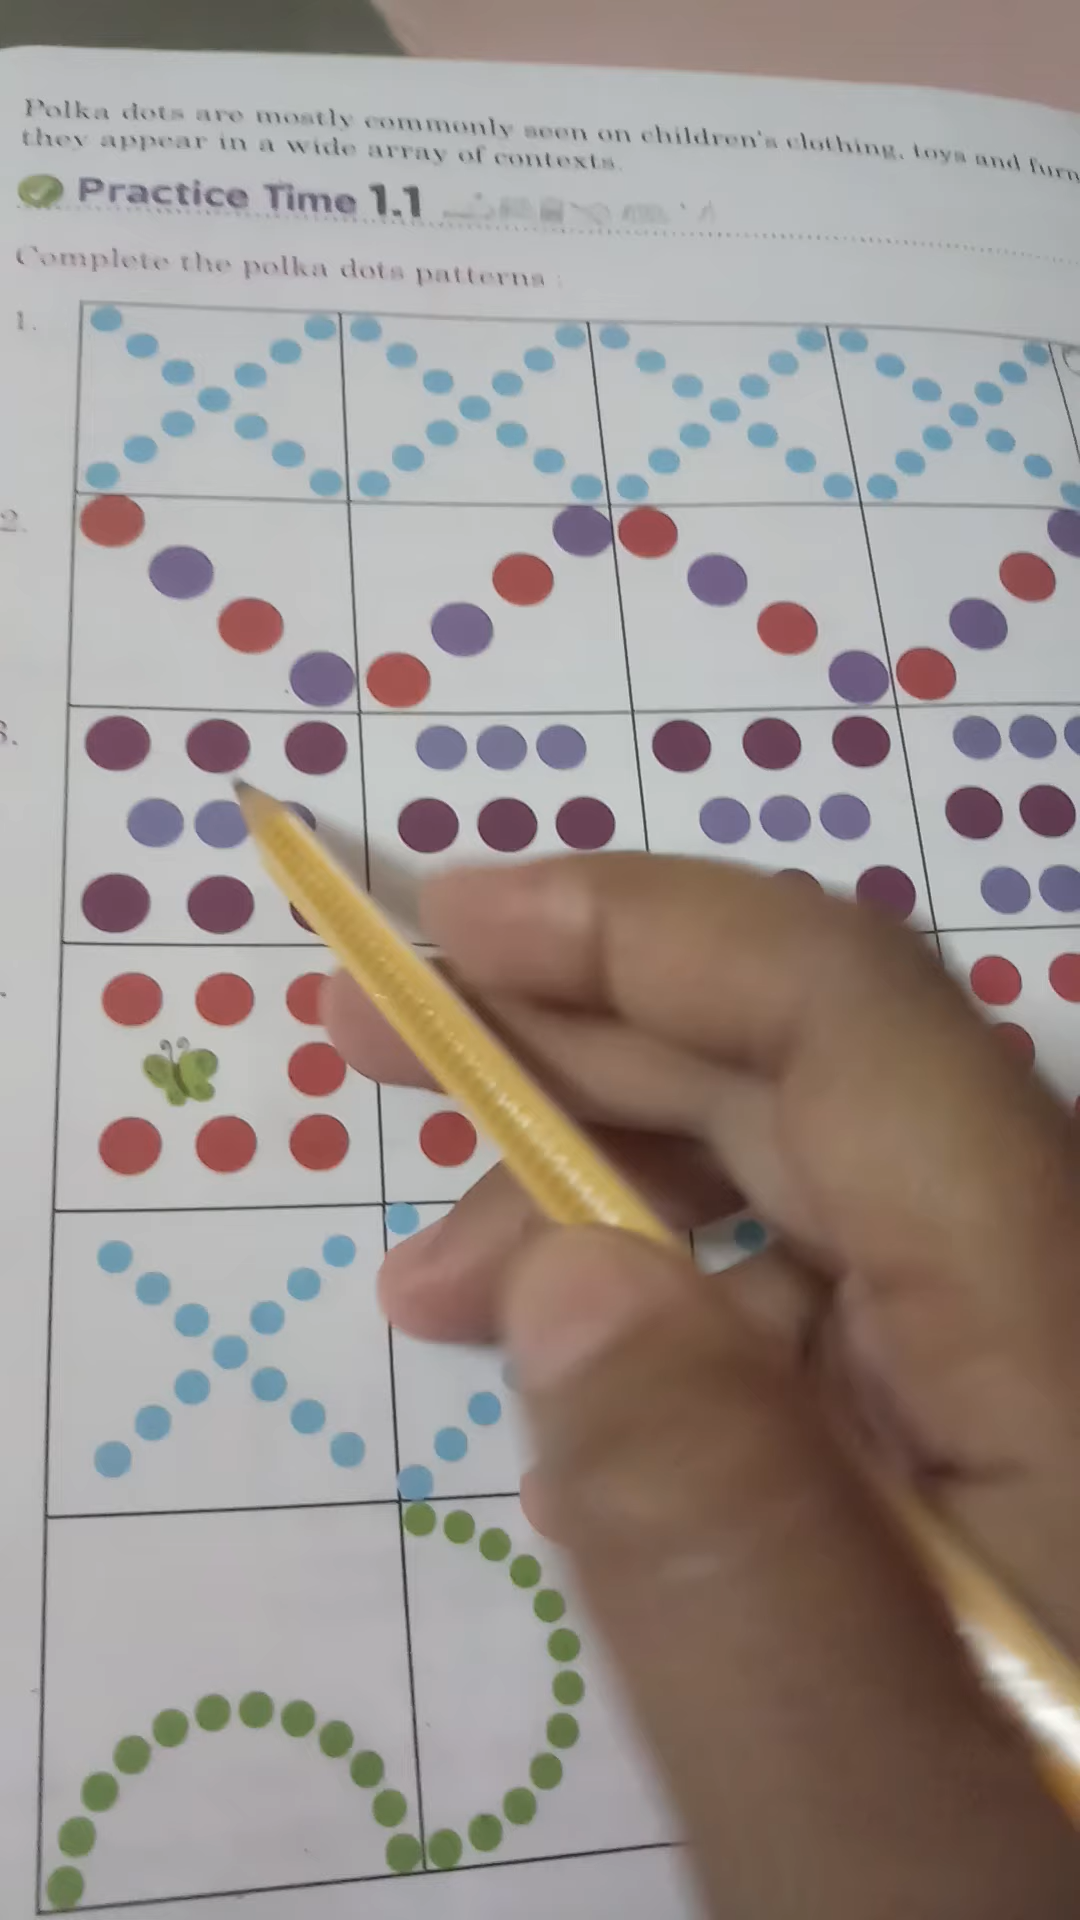 Polka dots are mostly commonly seen on children's clothing, toys and furn
they appear in a wide array of contexts.
Practice Time 1.1
Complete the polka dots patterns :
1.
2.
3.